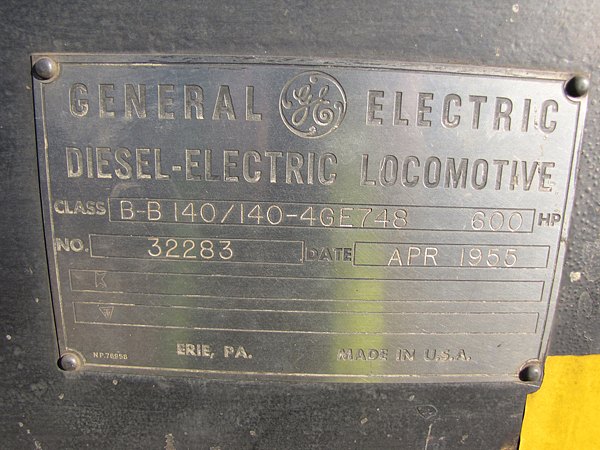 GENERAL GE ELECTRIC
DIESEL-ELECTRIC LOCOMOTIVE
CLASS B-B 140/140-4GE748 600 HP
NO. 32283 DATE APR 1955
K
W
N.P. 76958 ERIE, PA. MADE IN U.S.A.